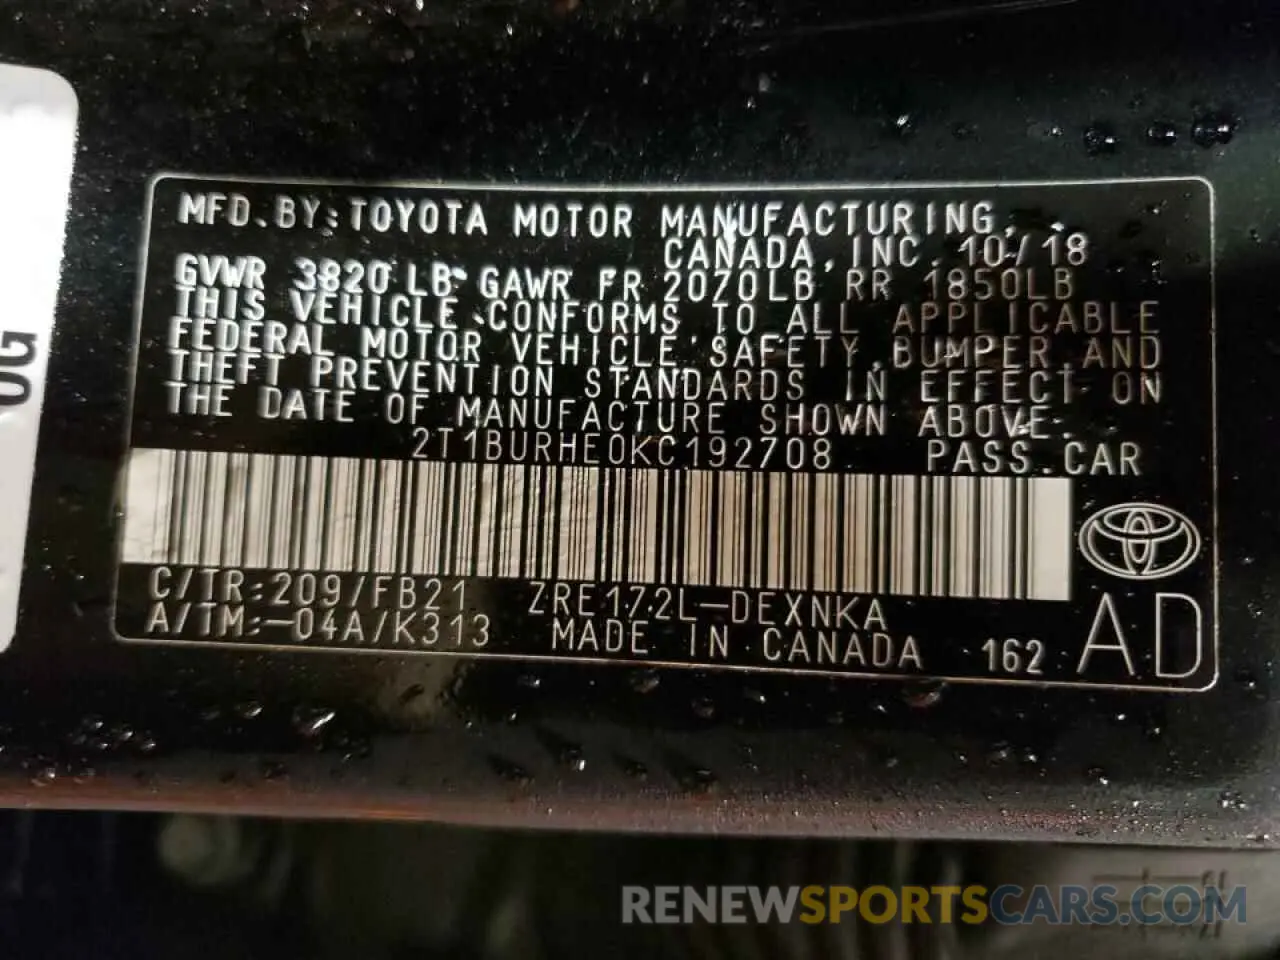 MFD.BY:TOYOTA MOTOR MANUFACTURING,
CANADA,INC. 10/18
GVWR 3820LB GAWR FR 2070LB RR 1850LB
THIS VEHICLE CONFORMS TO ALL APPLICABLE
FEDERAL MOTOR VEHICLE SAFETY,BUMPER AND
THEFT PREVENTION STANDARDS IN EFFECT ON
THE DATE OF MANUFACTURE SHOWN ABOVE.
2T1BURHE0KC192708 PASS.CAR
C/TR:209/FB21 ZRE172L-DEXNKA
A/TM:-04A/K313 MADE IN CANADA 162 AD
RENEWSPORTSCARS.COM